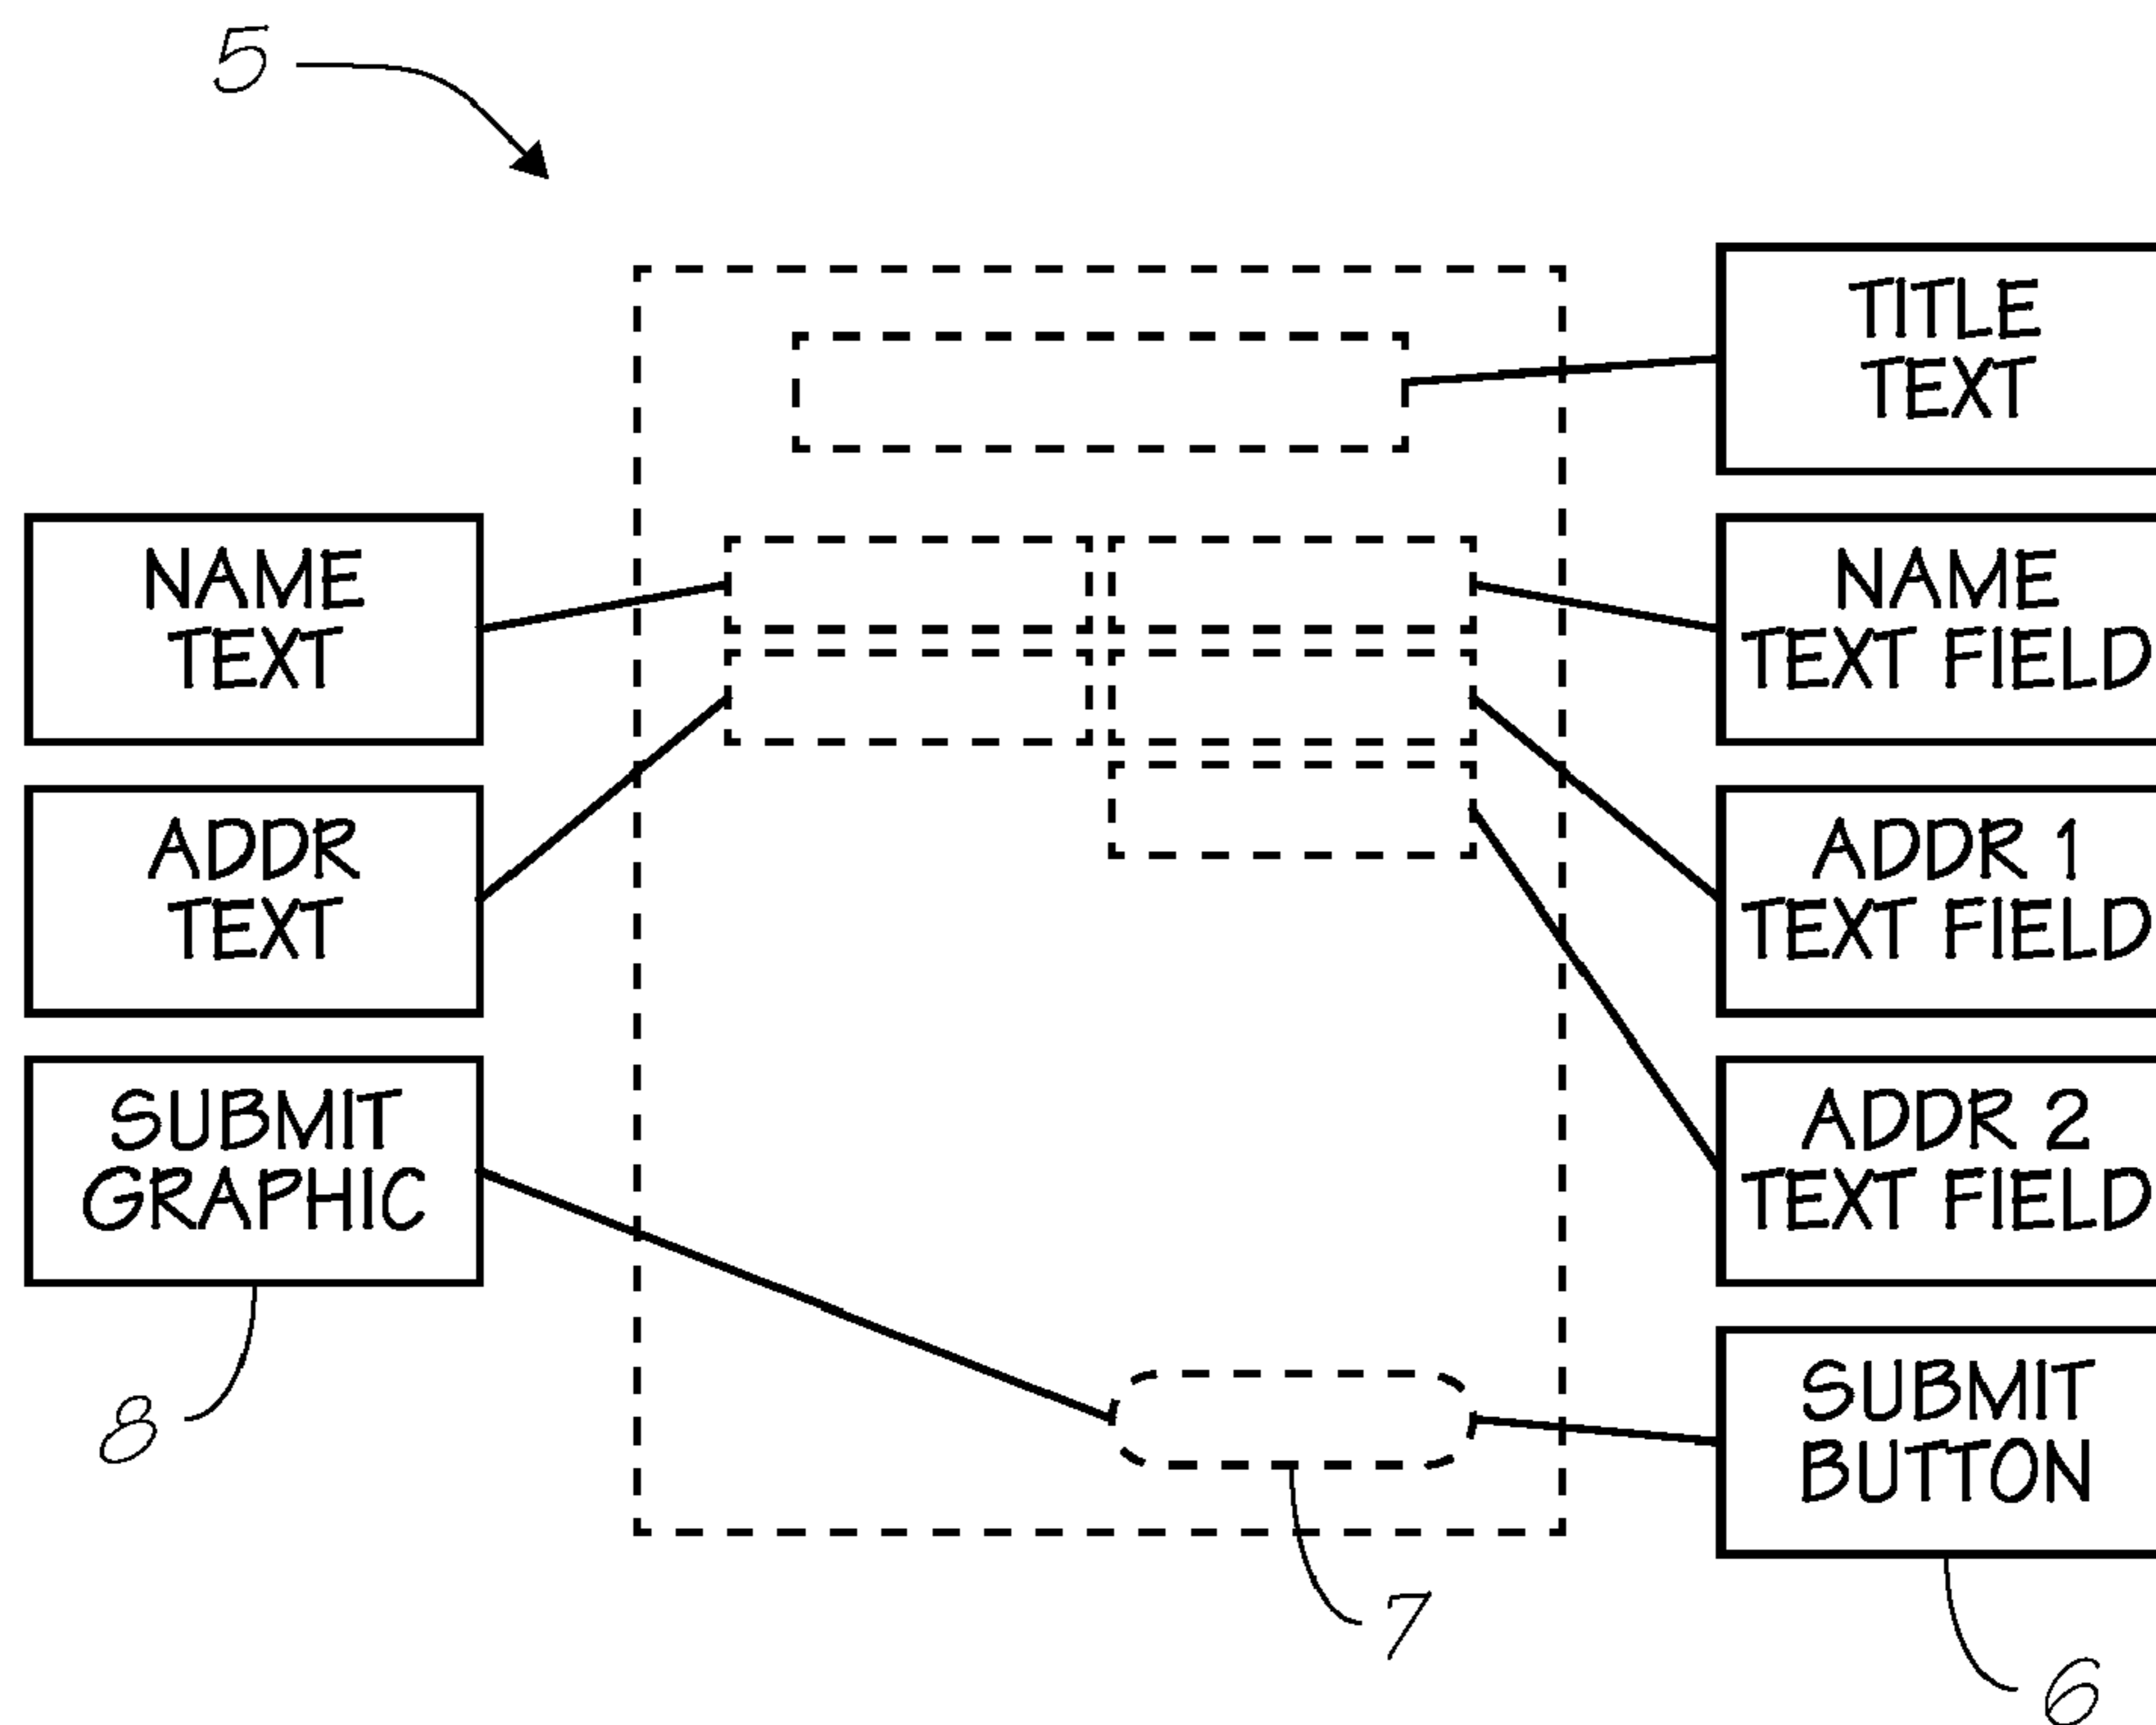 5
TITLE
TEXT
NAME
TEXT
NAME
TEXT FIELD
ADDR
TEXT
ADDR 1
TEXT FIELD
SUBMIT
GRAPHIC
ADDR 2
TEXT FIELD
SUBMIT
BUTTON
8
7
6